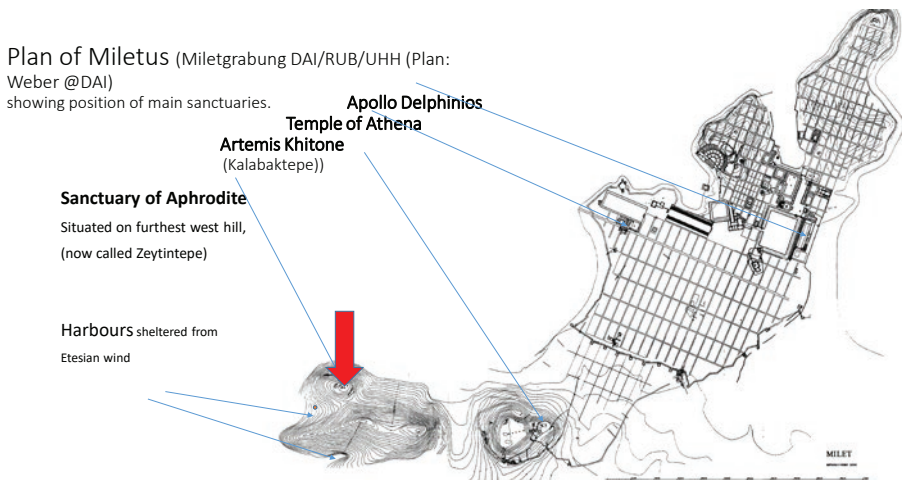 Plan of Miletus (Miletgrabung DAI/RUB/UHH (Plan:
Weber @DAI)
showing position of main sanctuaries.
Apollo Delphinios
Temple of Athena
Artemis Khitone
(Kalabaktepe))
Sanctuary of Aphrodite
Situated on furthest west hill,
(now called Zeytintepe)
Harbours sheltered from
Etesian wind
MILET